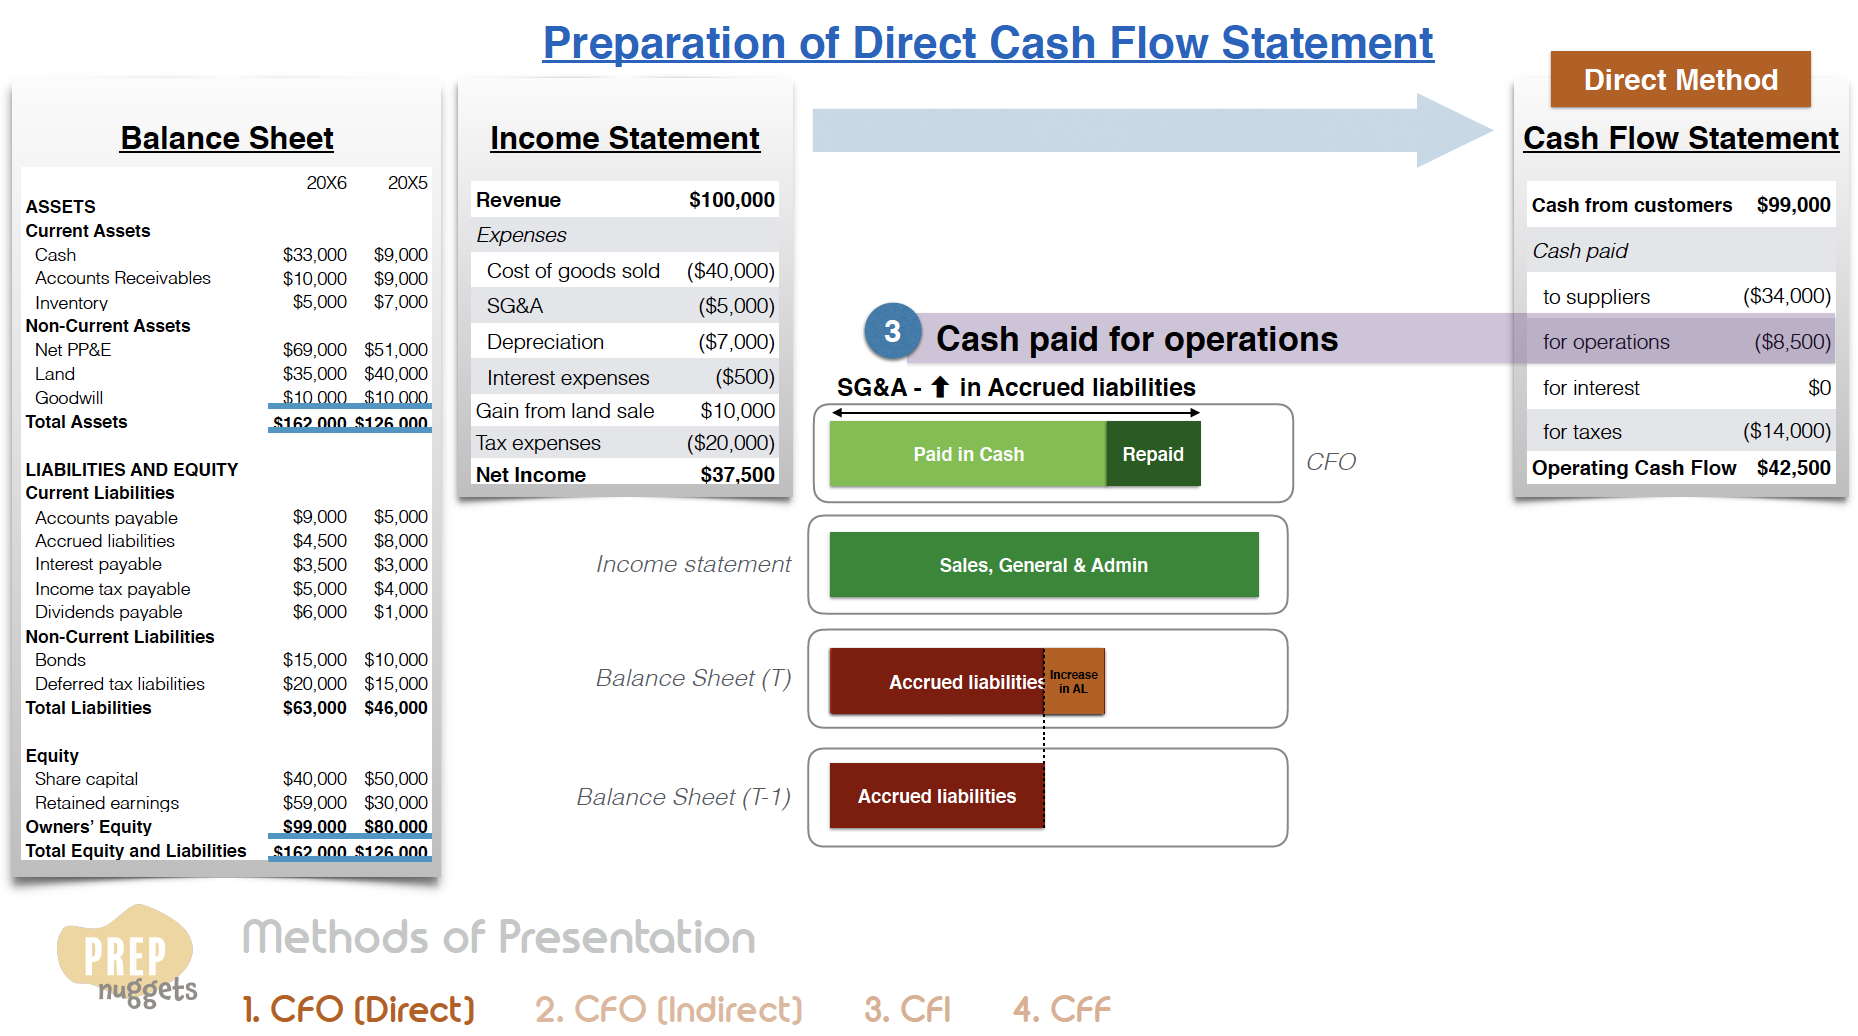 Preparation of Direct Cash Flow Statement
Balance Sheet
20X6 20X5
ASSETS
Current Assets
Cash $33,000 $9,000
Accounts Receivables $10,000 $9,000
Inventory $5,000 $7,000
Non-Current Assets
Net PP&E $69,000 $51,000
Land $35,000 $40,000
Goodwill $10,000 $10,000
Total Assets $162,000 $126,000
LIABILITIES AND EQUITY
Current Liabilities
Accounts payable $9,000 $5,000
Accrued liabilities $4,500 $8,000
Interest payable $3,500 $3,000
Income tax payable $5,000 $4,000
Dividends payable $6,000 $1,000
Non-Current Liabilities
Bonds $15,000 $10,000
Deferred tax liabilities $20,000 $15,000
Total Liabilities $63,000 $46,000
Equity
Share capital $40,000 $50,000
Retained earnings $59,000 $30,000
Owners' Equity $99,000 $80,000
Total Equity and Liabilities $162,000 $126,000
Income Statement
Revenue $100,000
Expenses
Cost of goods sold ($40,000)
SG&A ($5,000)
Depreciation ($7,000)
Interest expenses ($500)
Gain from land sale $10,000
Tax expenses ($20,000)
Net Income $37,500
3 Cash paid for operations
SG&A - ⬆ in Accrued liabilities
Paid in Cash Repaid
CFO
Income statement
Sales, General & Admin
Balance Sheet (T)
Accrued liabilities
Increase
in AL
Balance Sheet (T-1)
Accrued liabilities
Direct Method
Cash Flow Statement
Cash from customers $99,000
Cash paid
to suppliers ($34,000)
for operations ($8,500)
for interest $0
for taxes ($14,000)
Operating Cash Flow $42,500
PREP
nuggets
Methods of Presentation
1. CFO (Direct) 2. CFO (Indirect) 3. CFI 4. CFF